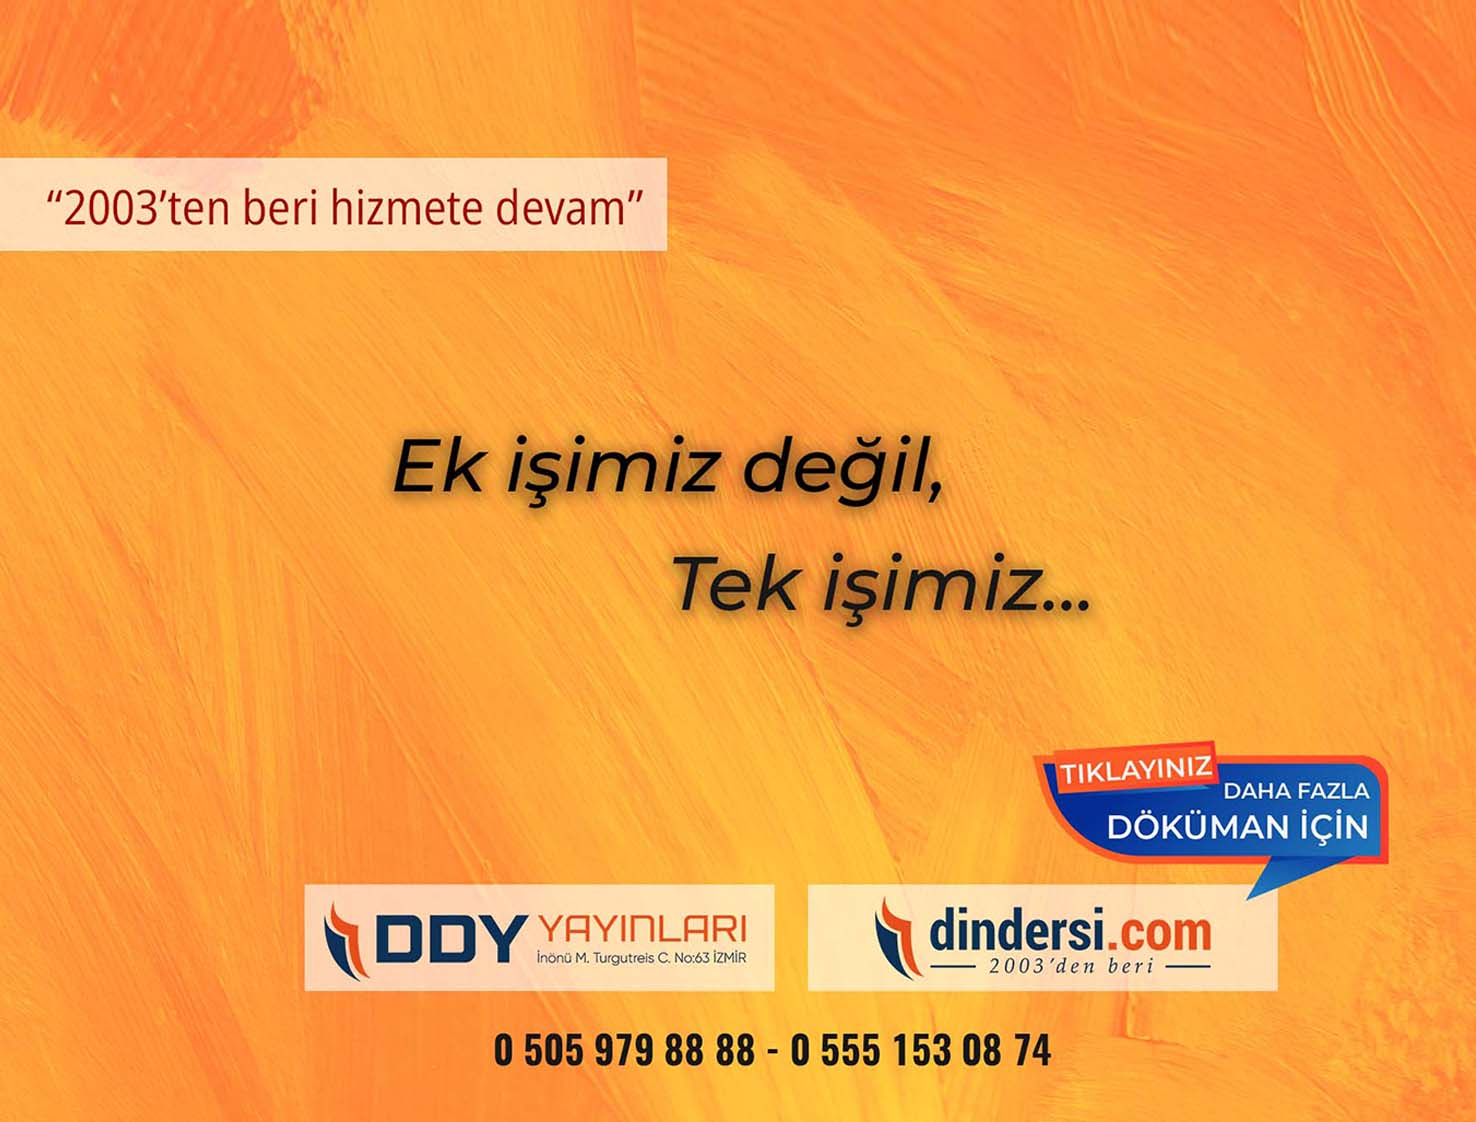 “2003’ten beri hizmete devam”
Ek işimiz değil,
Tek işimiz...
TIKLAYINIZ
DAHA FAZLA
DÖKÜMAN İÇİN
DDY YAYINLARI
İnönü M. Turgutreis C. No:63 İZMİR
dindersi.com
2003’den beri
0 505 979 88 88 - 0 555 153 08 74